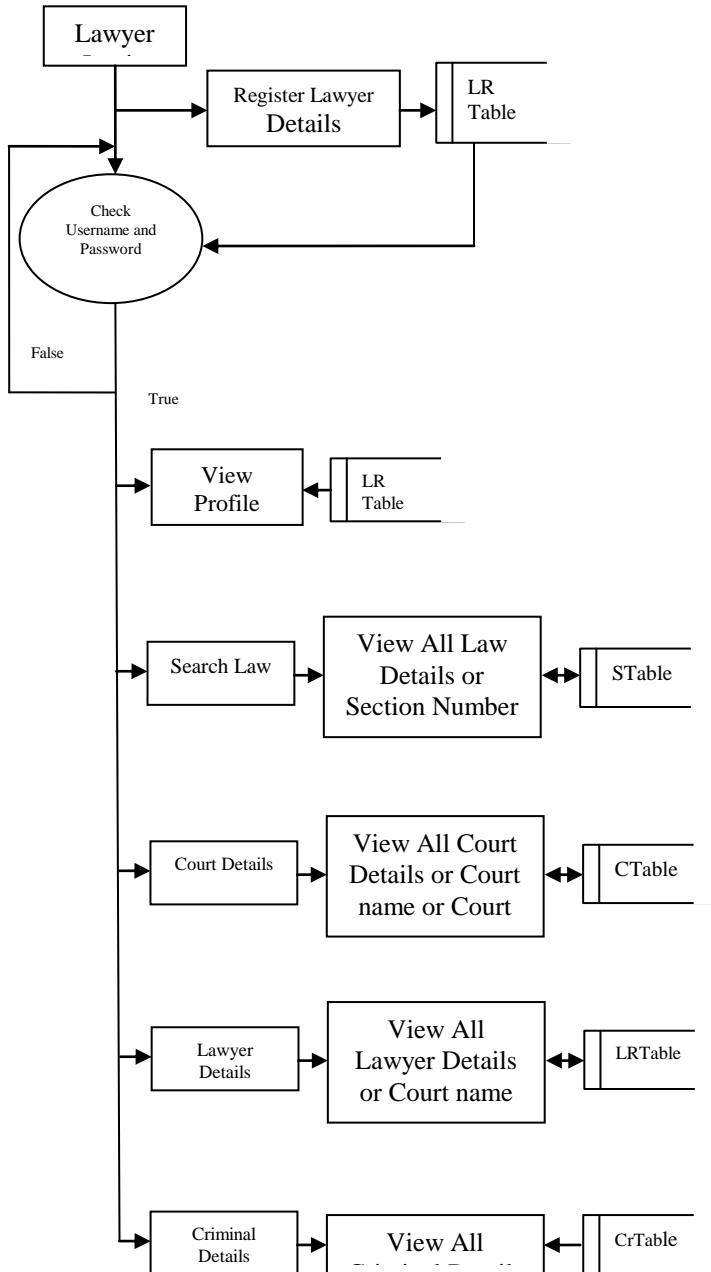 Lawyer
Register Lawyer
Details
LR
Table
Check
Username and
Password
False
True
View
Profile
LR
Table
Search Law
View All Law
Details or
Section Number
STable
Court Details
View All Court
Details or Court
name or Court
CTable
Lawyer
Details
View All
Lawyer Details
or Court name
LRTable
Criminal
Details
View All
CrTable